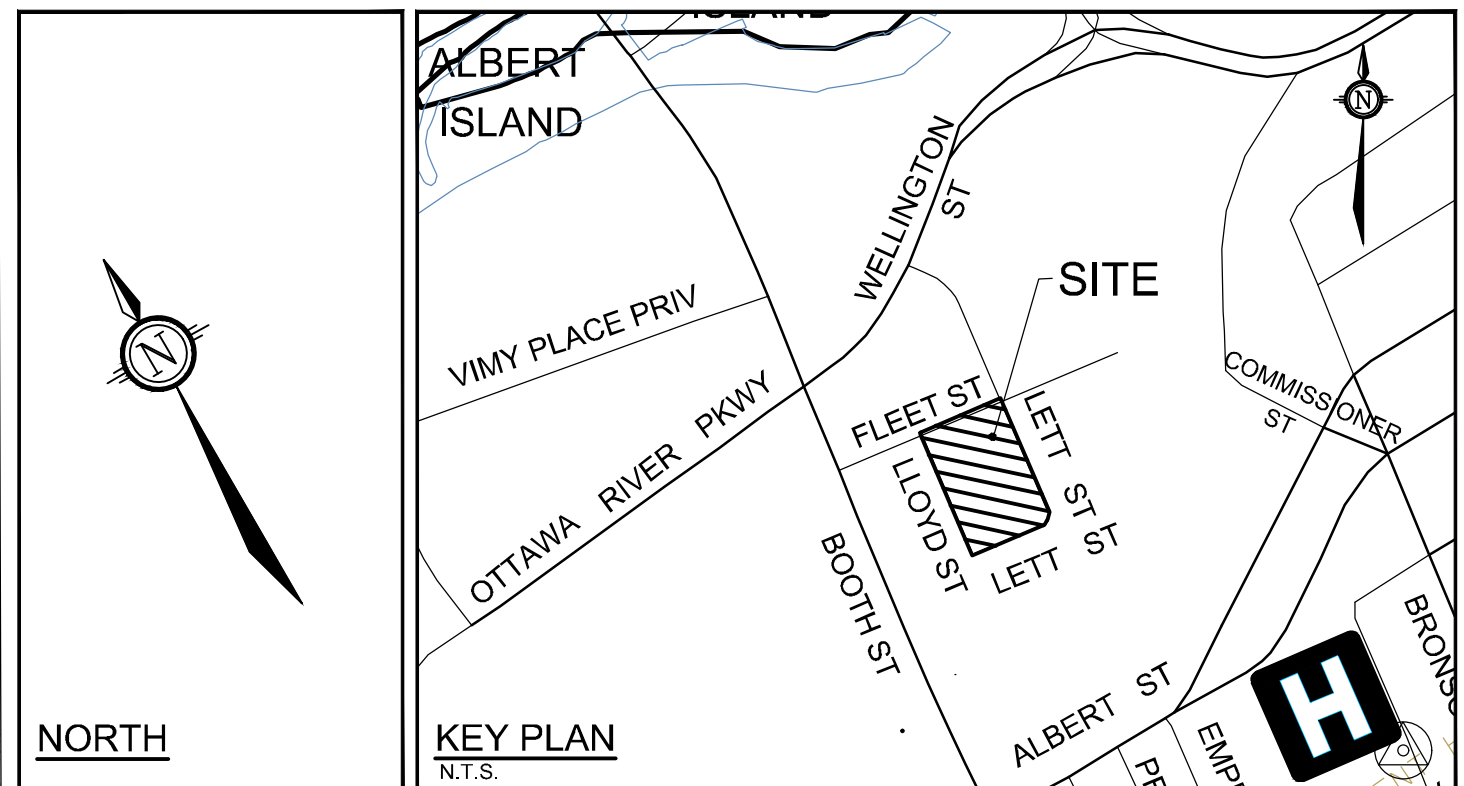 ISLAND
ALBERT
ISLAND
N
WELLINGTON
ST
SITE
VIMY PLACE PRIV
N
OTTAWA RIVER PKWY
FLEET ST
LETT ST
COMMISSIONER
ST
LLOYD ST
LETT ST
BOOTH ST
ALBERT ST
H
NORTH
KEY PLAN
N.T.S.